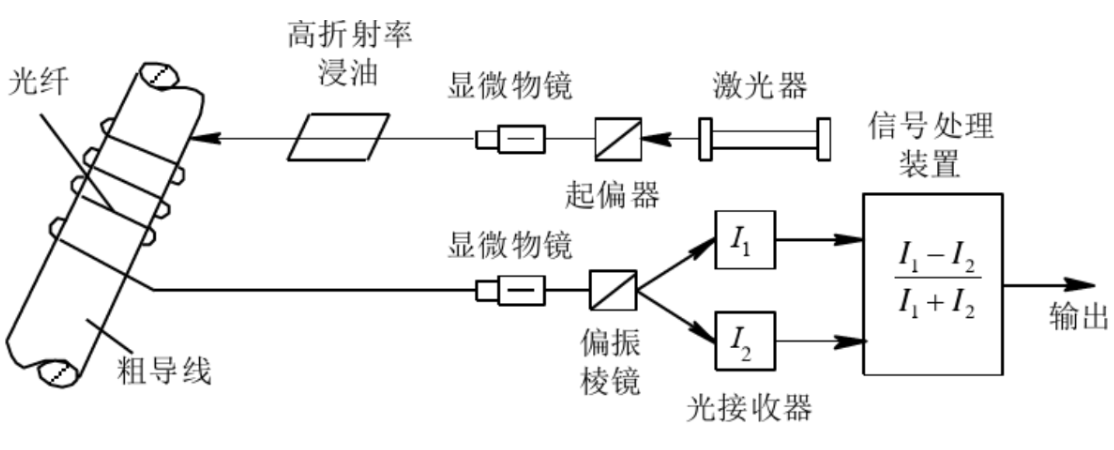 高折射率
浸油
光纤
显微物镜
激光器
信号处理
装置
起偏器
显微物镜
I₁
I₁ − I₂
I₁ + I₂
输出
I₂
偏振
棱镜
粗导线
光接收器